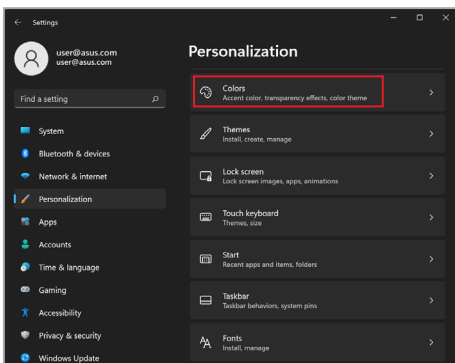 Settings
user@asus.com
user@asus.com
Find a setting
System
Bluetooth & devices
Network & internet
Personalization
Apps
Accounts
Time & language
Gaming
Accessibility
Privacy & security
Windows Update
Personalization
Colors
Accent color, transparency effects, color theme
Themes
Install, create, manage
Lock screen
Lock screen images, apps, animations
Touch keyboard
Themes, size
Start
Recent apps and items, folders
Taskbar
Taskbar behaviors, system pins
Fonts
Install, manage